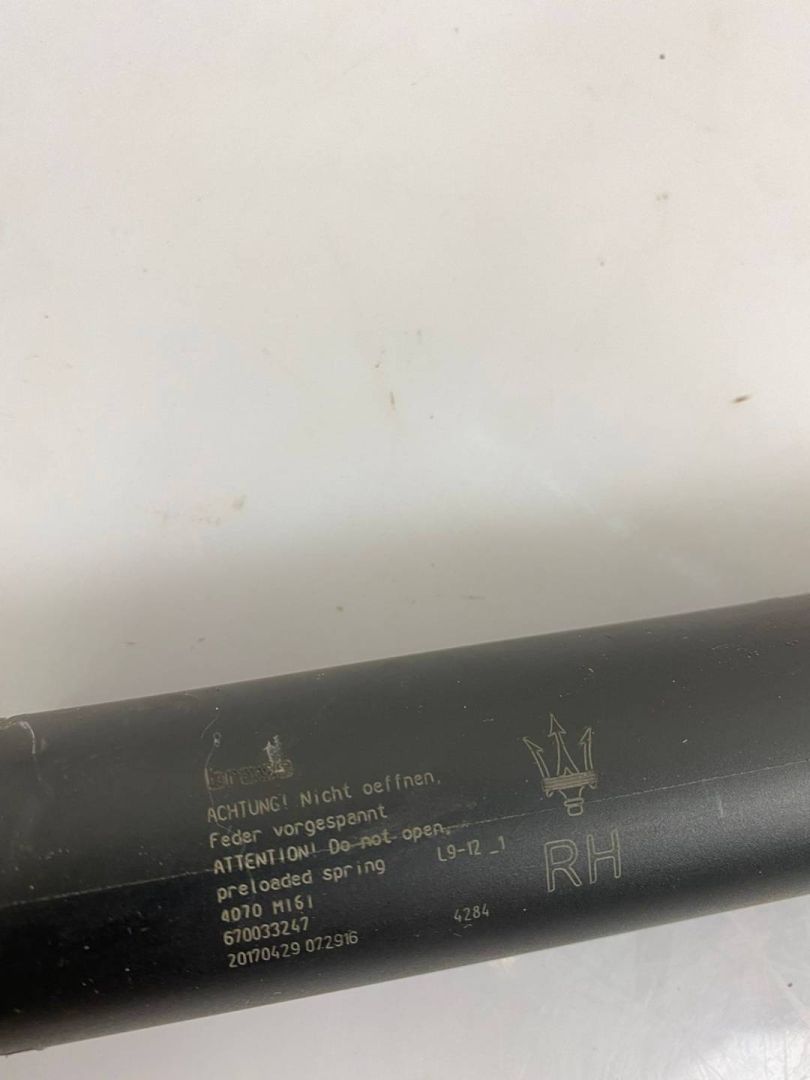 ACHTUNG! Nicht oeffnen,
Feder vorgespannt
ATTENTION! Do not open,
preloaded spring
L9-12 _1
4070 M161
670033247
20170429 072916
4284
RH